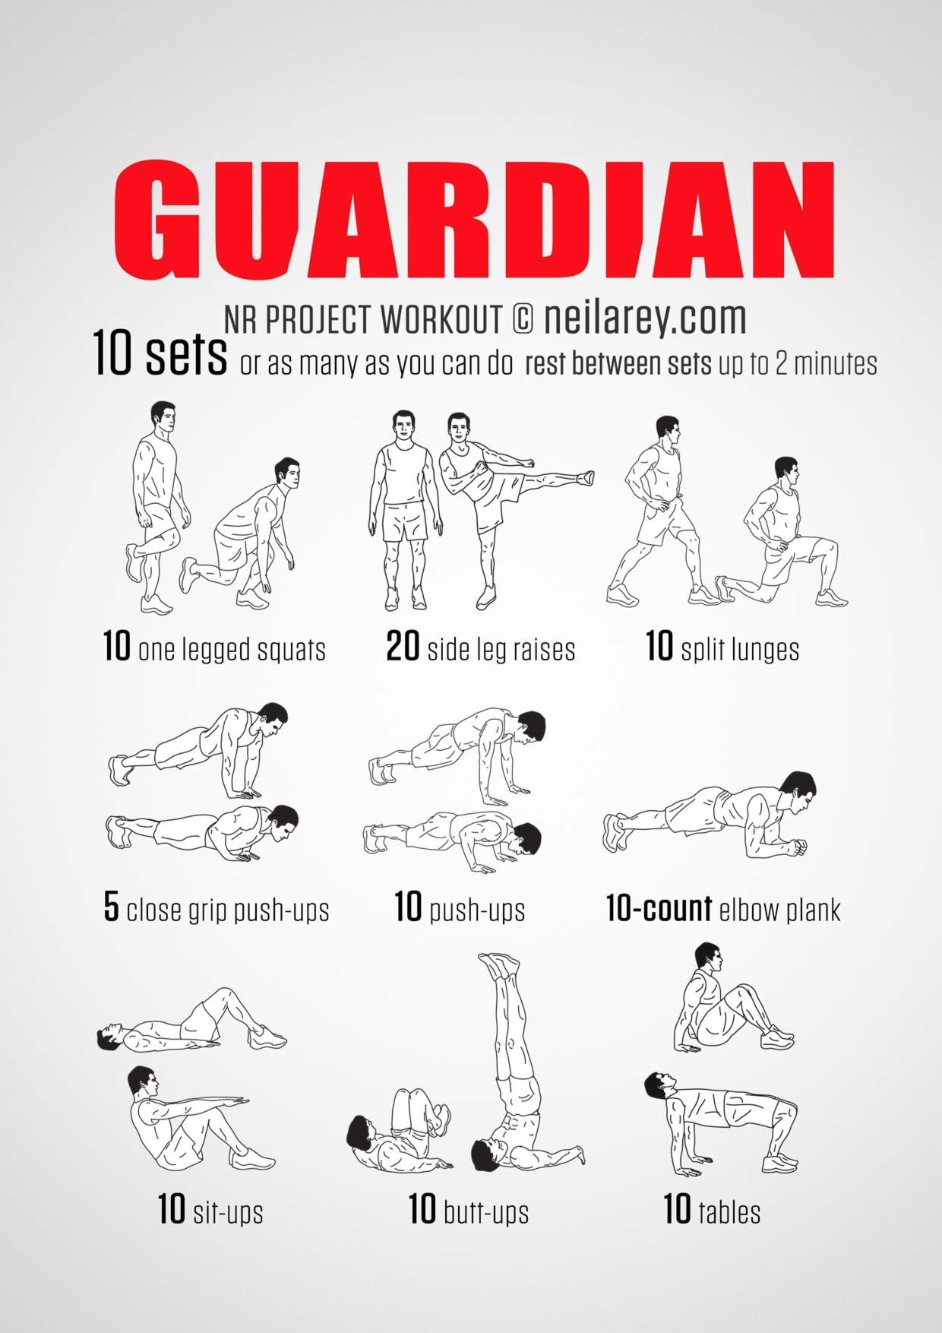 GUARDIAN
NR PROJECT WORKOUT © neilarey.com
10 sets or as many as you can do rest between sets up to 2 minutes
10 one legged squats
20 side leg raises
10 split lunges
5 close grip push-ups
10 push-ups
10-count elbow plank
10 sit-ups
10 butt-ups
10 tables